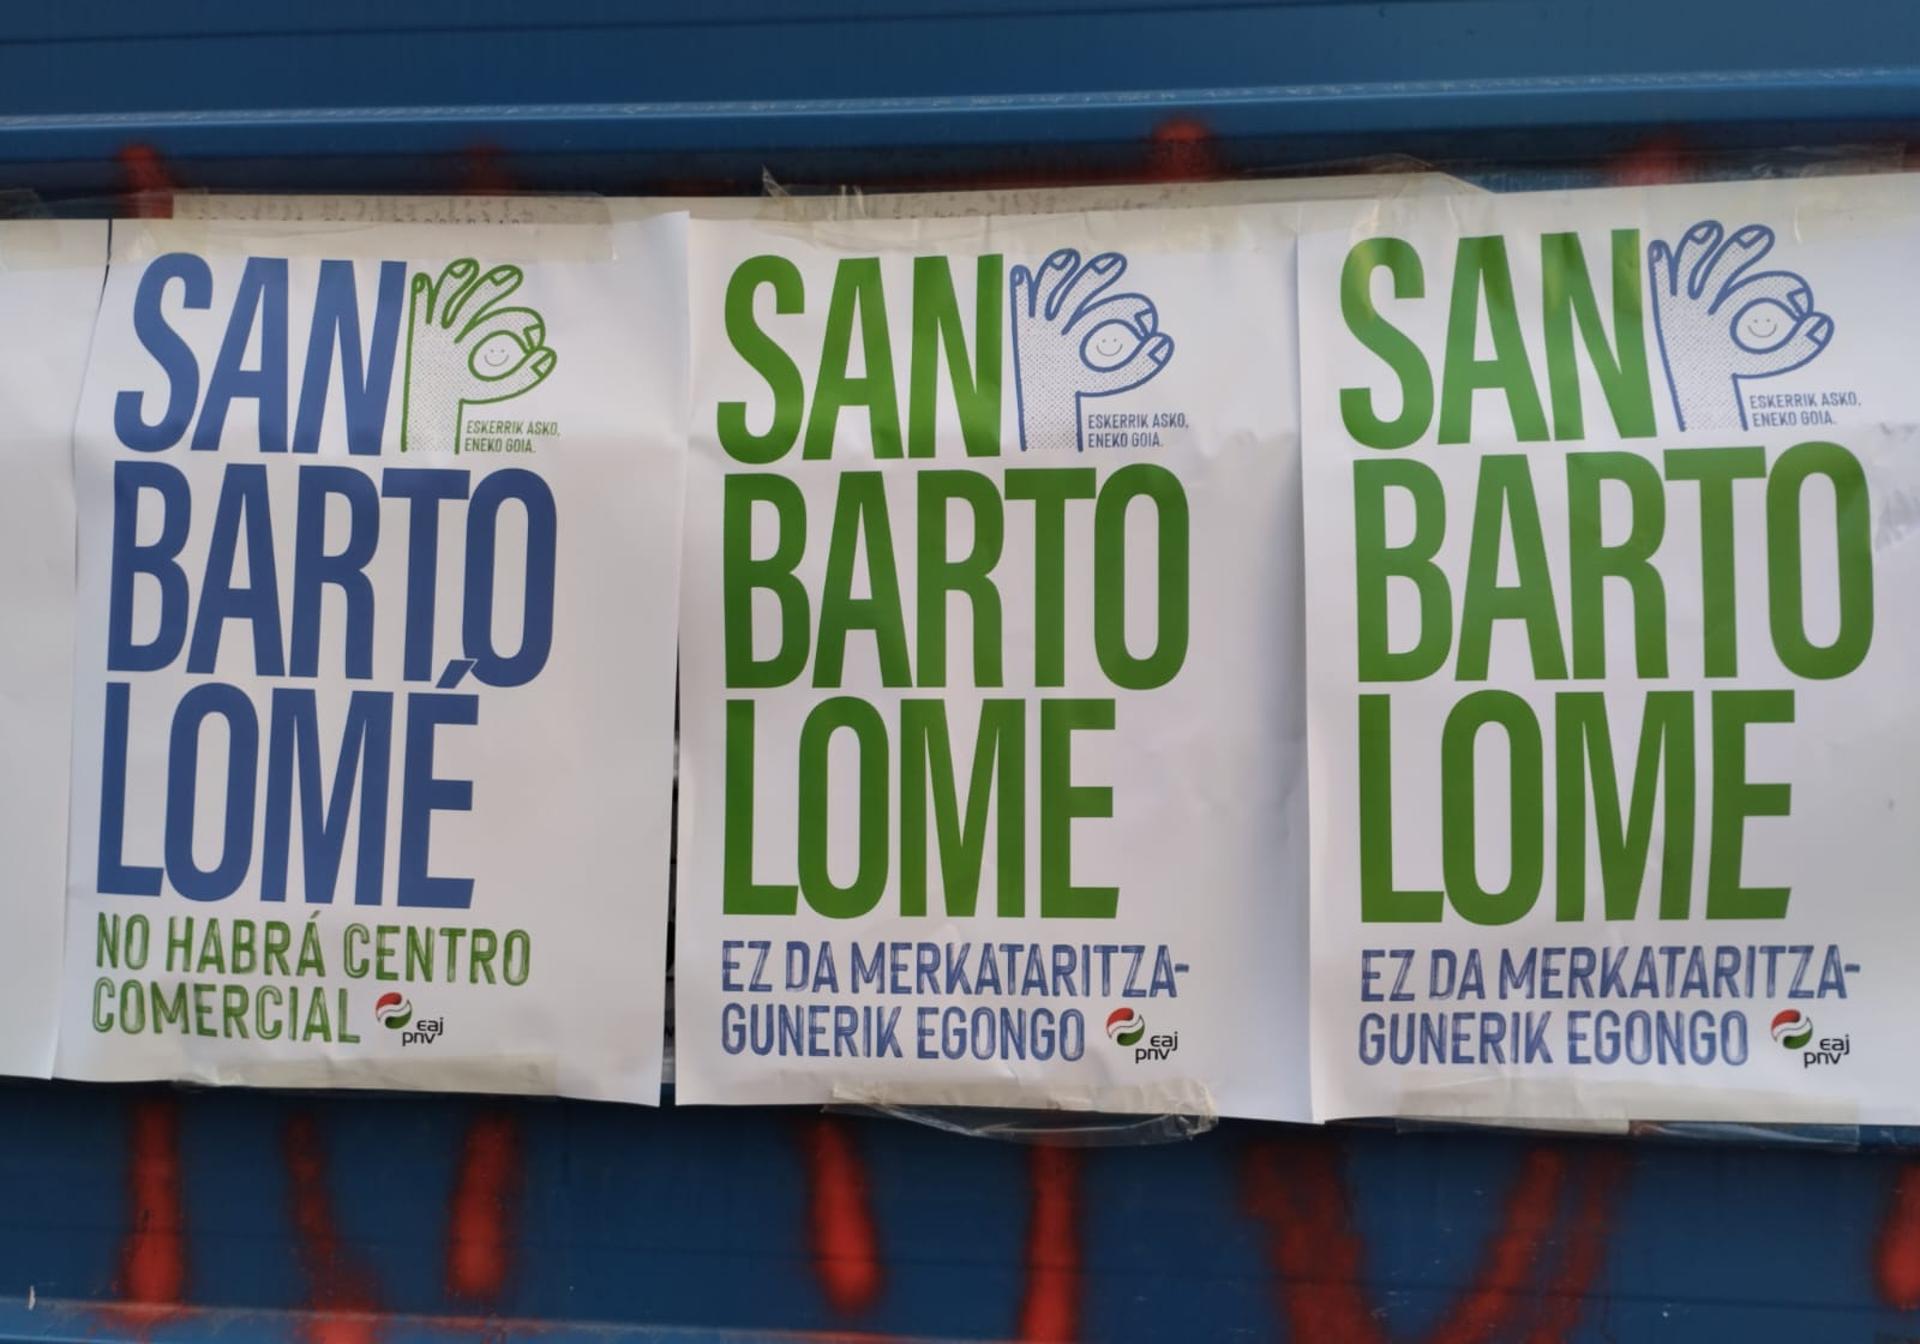 SAN
ESKERRIK ASKO,
ENEKO GOIA.
BARTO
LOMÉ
NO HABRÁ CENTRO
COMERCIAL
eaj
pnv
SAN
ESKERRIK ASKO,
ENEKO GOIA.
BARTO
LOME
EZ DA MERKATARITZA-
GUNERIK EGONGO
eaj
pnv
SAN
ESKERRIK ASKO,
ENEKO GOIA.
BARTO
LOME
EZ DA MERKATARITZA-
GUNERIK EGONGO
eaj
pnv